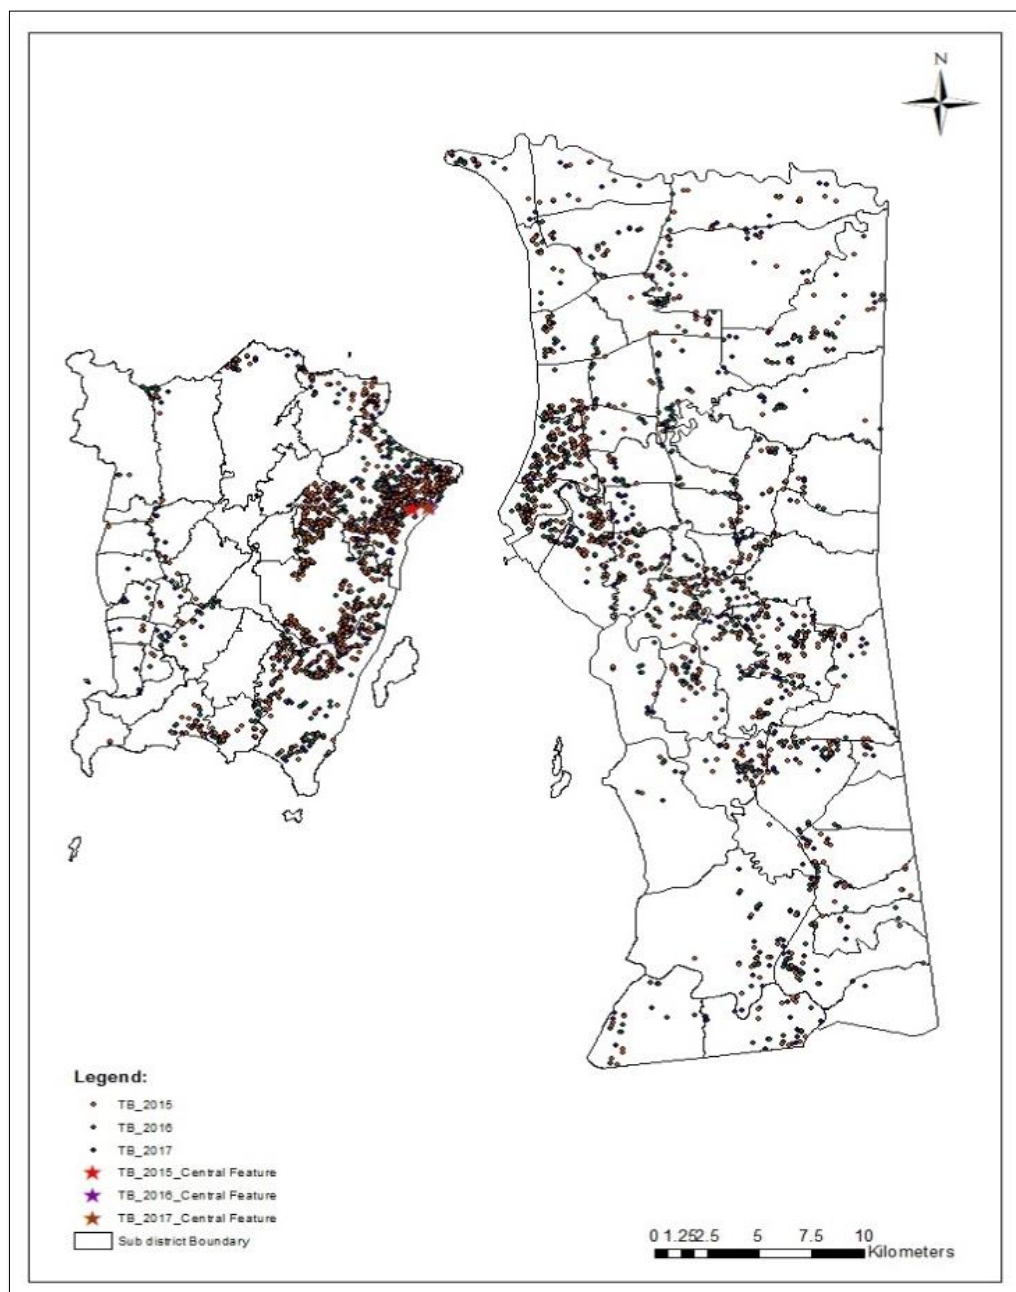 N
Legend:
TB_2015
TB_2016
TB_2017
TB_2015_Central Feature
TB_2016_Central Feature
TB_2017_Central Feature
Sub district Boundary
0 1.252.5 5 7.5 10
Kilometers